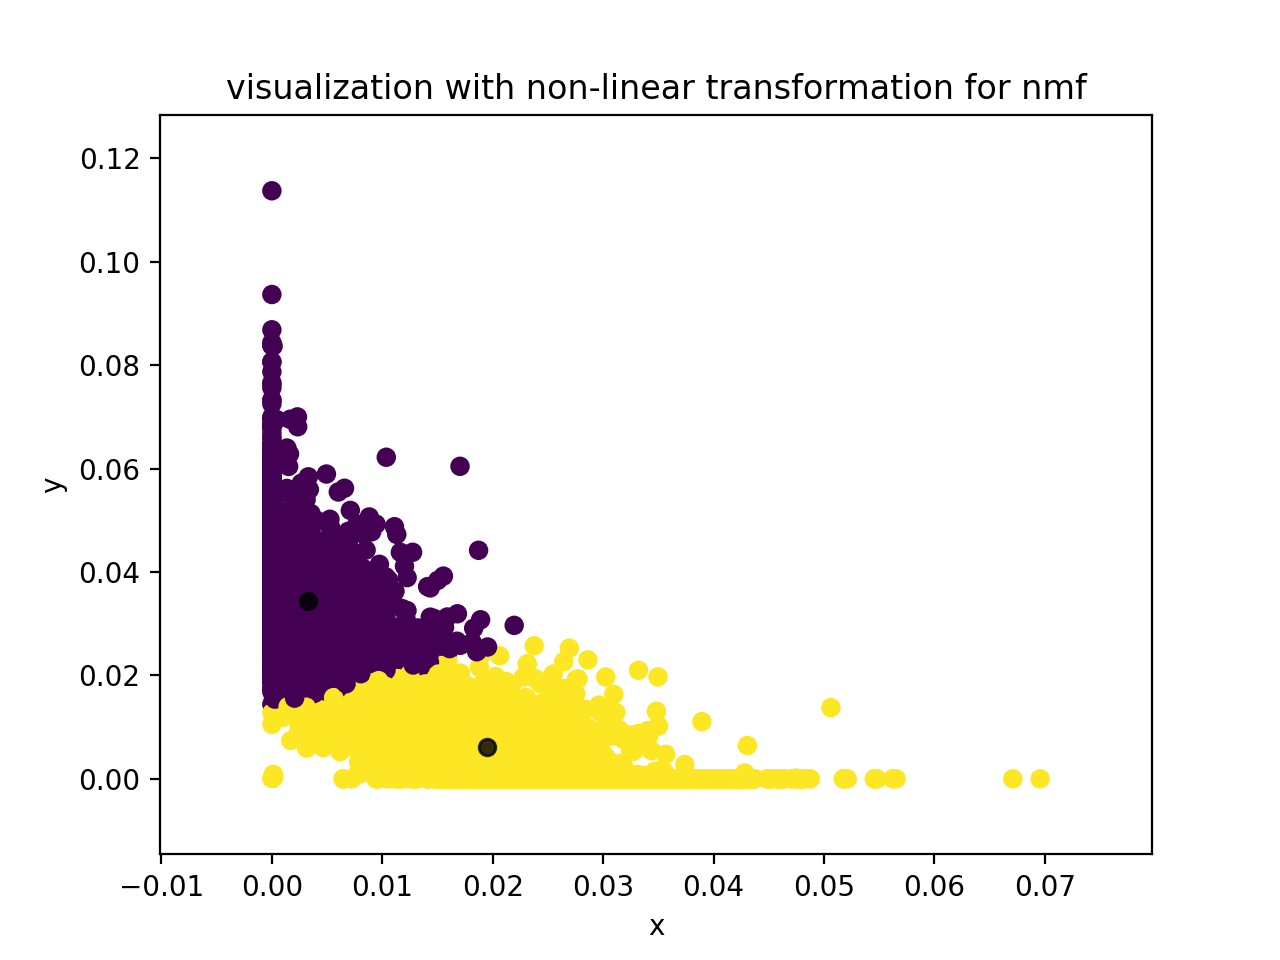 visualization with non-linear transformation for nmf
0.12
0.10
0.08
0.06
0.04
0.02
0.00
y
−0.01 0.00 0.01 0.02 0.03 0.04 0.05 0.06 0.07
x